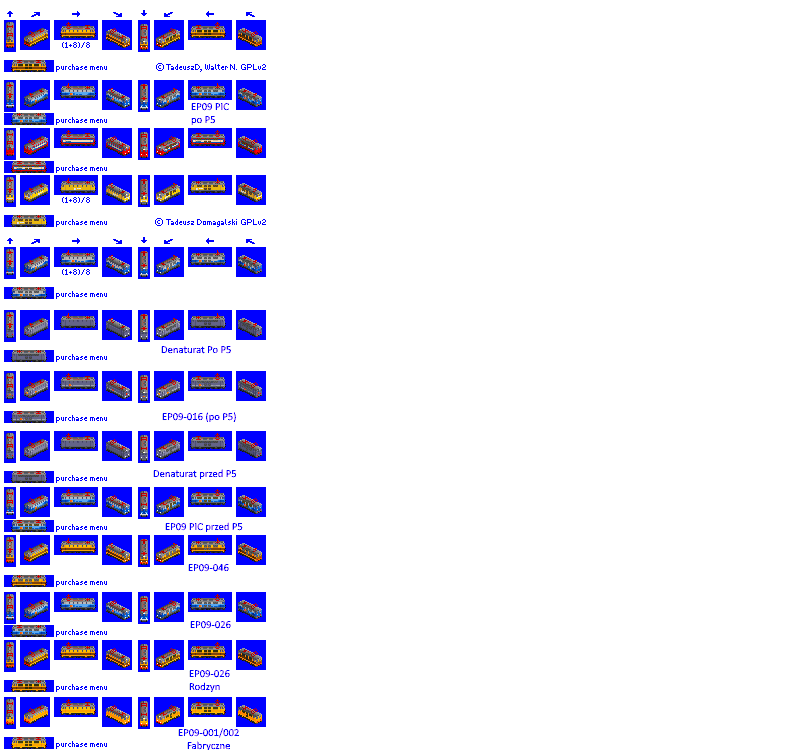 (1+8)/8
purchase menu © TadeuszD, Walter N. GPLv2
EP09 PIC
po P5
purchase menu
purchase menu
(1+8)/8
purchase menu © Tadeusz Domagalski GPLv2
(1+8)/8
purchase menu
Denaturat Po P5
purchase menu
EP09-016 (po P5)
purchase menu
Denaturat przed P5
purchase menu
EP09 PIC przed P5
purchase menu
EP09-046
purchase menu
EP09-026
purchase menu
EP09-026
Rodzyn
purchase menu
EP09-001/002
Fabryczne
purchase menu